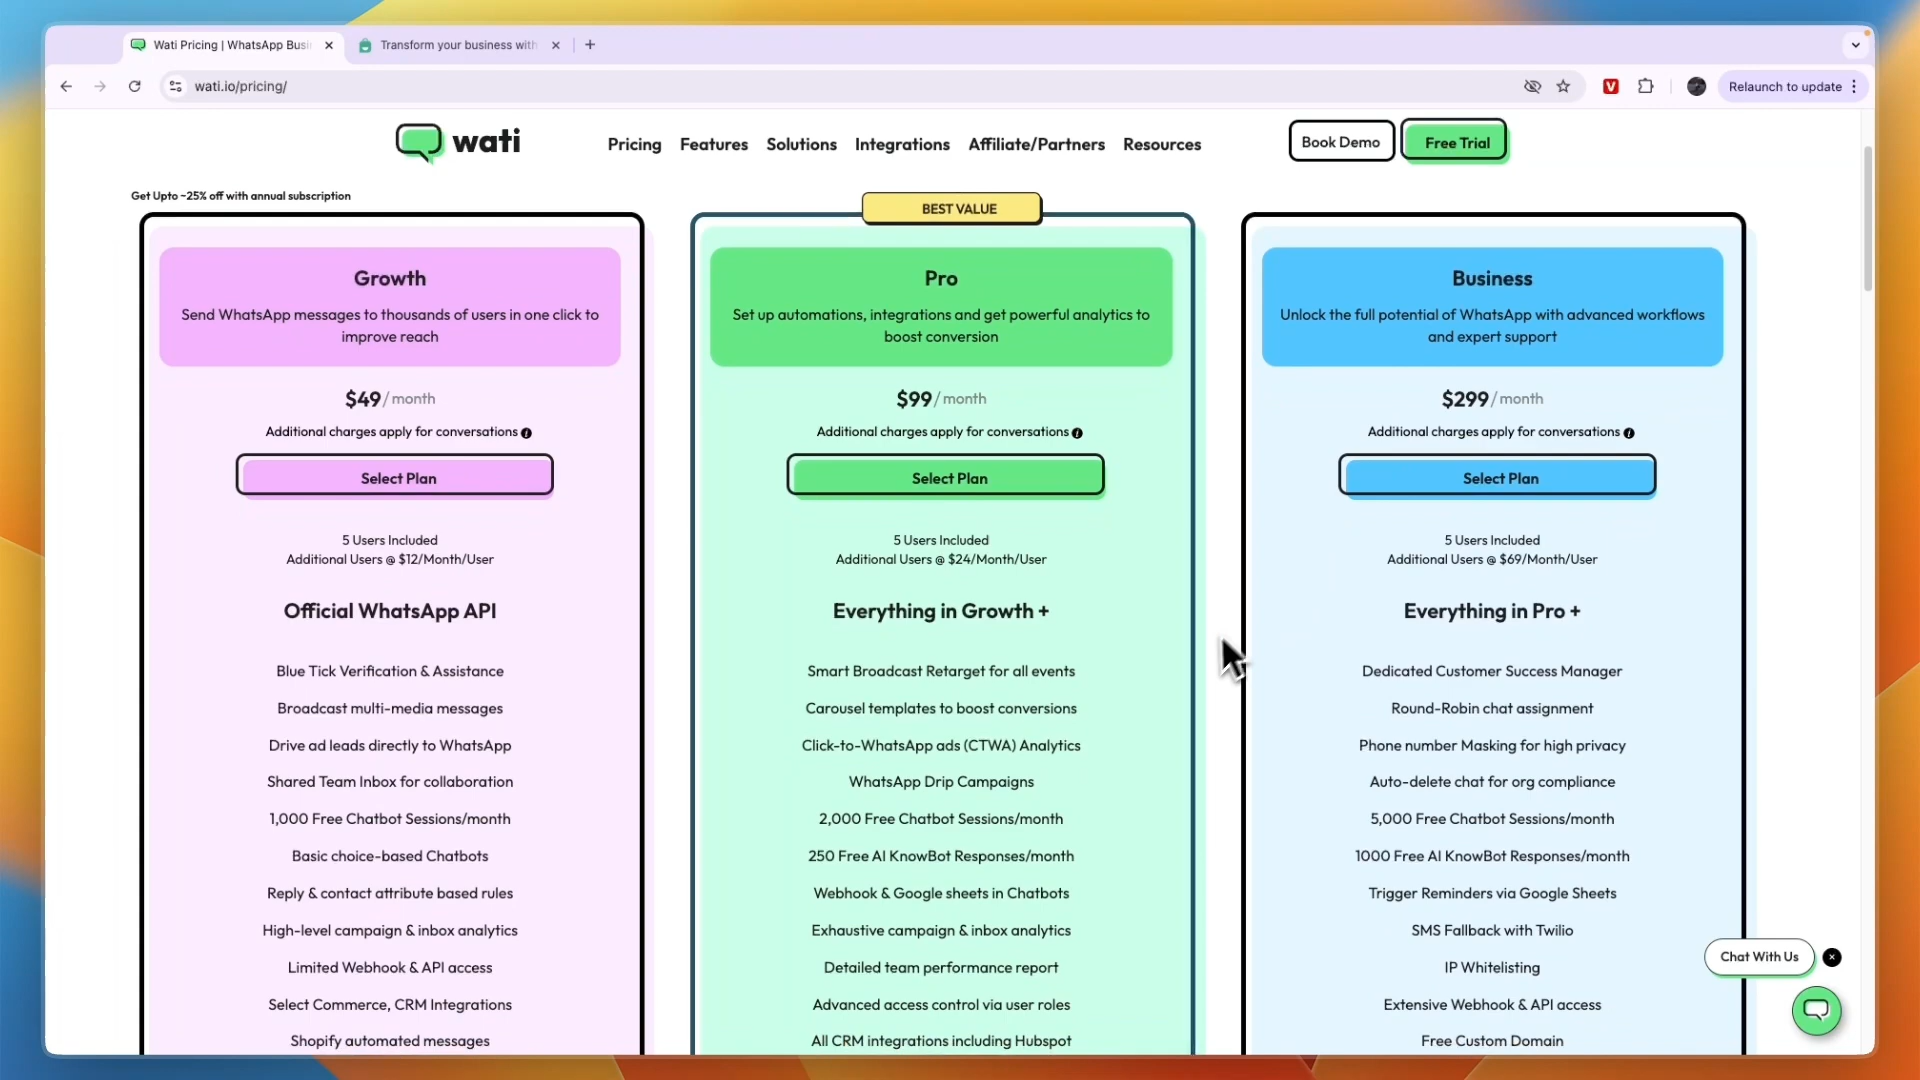 Wati Pricing | WhatsApp Busi
Transform your business with
wati.io/pricing/
Relaunch to update
wati
Pricing
Features
Solutions
Integrations
Affiliate/Partners
Resources
Book Demo
Free Trial
Get Upto ~25% off with annual subscription
Growth
Send WhatsApp messages to thousands of users in one click to
improve reach
$49/month
Additional charges apply for conversations
Select Plan
5 Users Included
Additional Users @ $12/Month/User
Official WhatsApp API
Blue Tick Verification & Assistance
Broadcast multi-media messages
Drive ad leads directly to WhatsApp
Shared Team Inbox for collaboration
1,000 Free Chatbot Sessions/month
Basic choice-based Chatbots
Reply & contact attribute based rules
High-level campaign & inbox analytics
Limited Webhook & API access
Select Commerce, CRM Integrations
Shopify automated messages
BEST VALUE
Pro
Set up automations, integrations and get powerful analytics to
boost conversion
$99/month
Additional charges apply for conversations
Select Plan
5 Users Included
Additional Users @ $24/Month/User
Everything in Growth +
Smart Broadcast Retarget for all events
Carousel templates to boost conversions
Click-to-WhatsApp ads (CTWA) Analytics
WhatsApp Drip Campaigns
2,000 Free Chatbot Sessions/month
250 Free AI KnowBot Responses/month
Webhook & Google sheets in Chatbots
Exhaustive campaign & inbox analytics
Detailed team performance report
Advanced access control via user roles
All CRM integrations including Hubspot
Business
Unlock the full potential of WhatsApp with advanced workflows
and expert support
$299/month
Additional charges apply for conversations
Select Plan
5 Users Included
Additional Users @ $69/Month/User
Everything in Pro +
Dedicated Customer Success Manager
Round-Robin chat assignment
Phone number Masking for high privacy
Auto-delete chat for org compliance
5,000 Free Chatbot Sessions/month
1000 Free AI KnowBot Responses/month
Trigger Reminders via Google Sheets
SMS Fallback with Twilio
IP Whitelisting
Extensive Webhook & API access
Free Custom Domain
Chat With Us